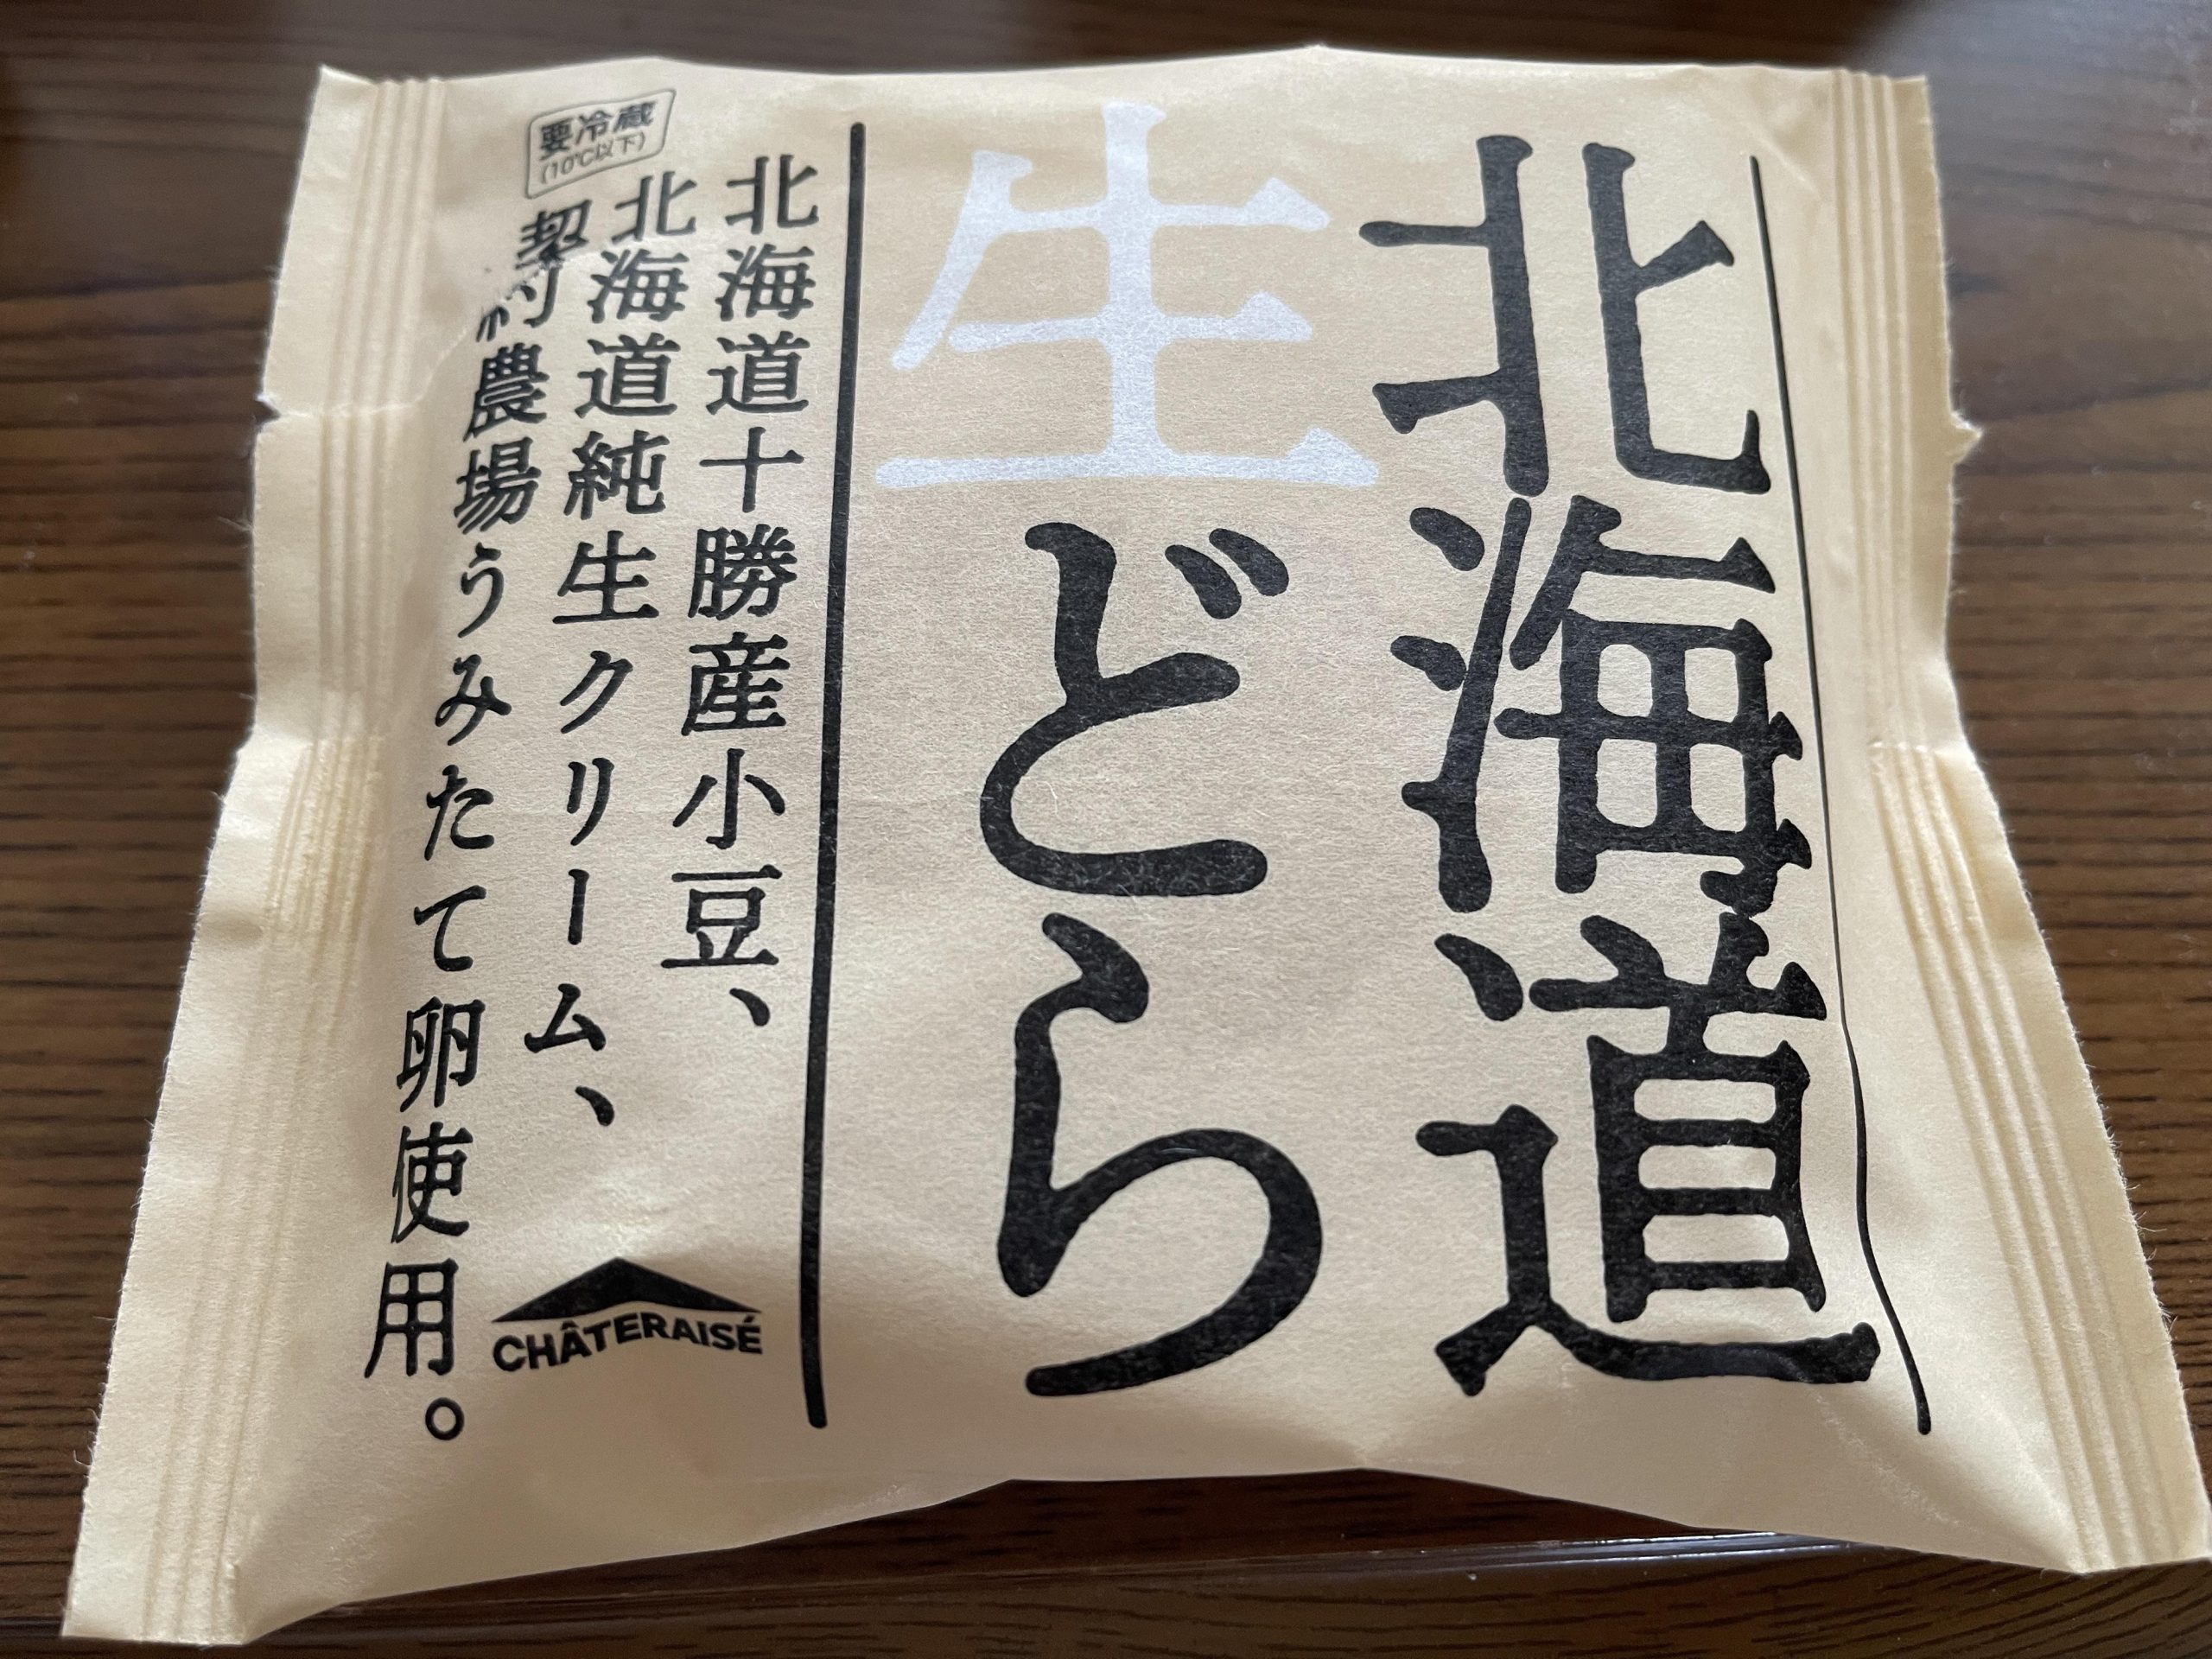 北海道
生どら
北海道十勝産小豆、
北海道純生クリーム、
契約農場うみたて卵使用。
要冷蔵
(10℃以下)
CHÂTERAISÉ